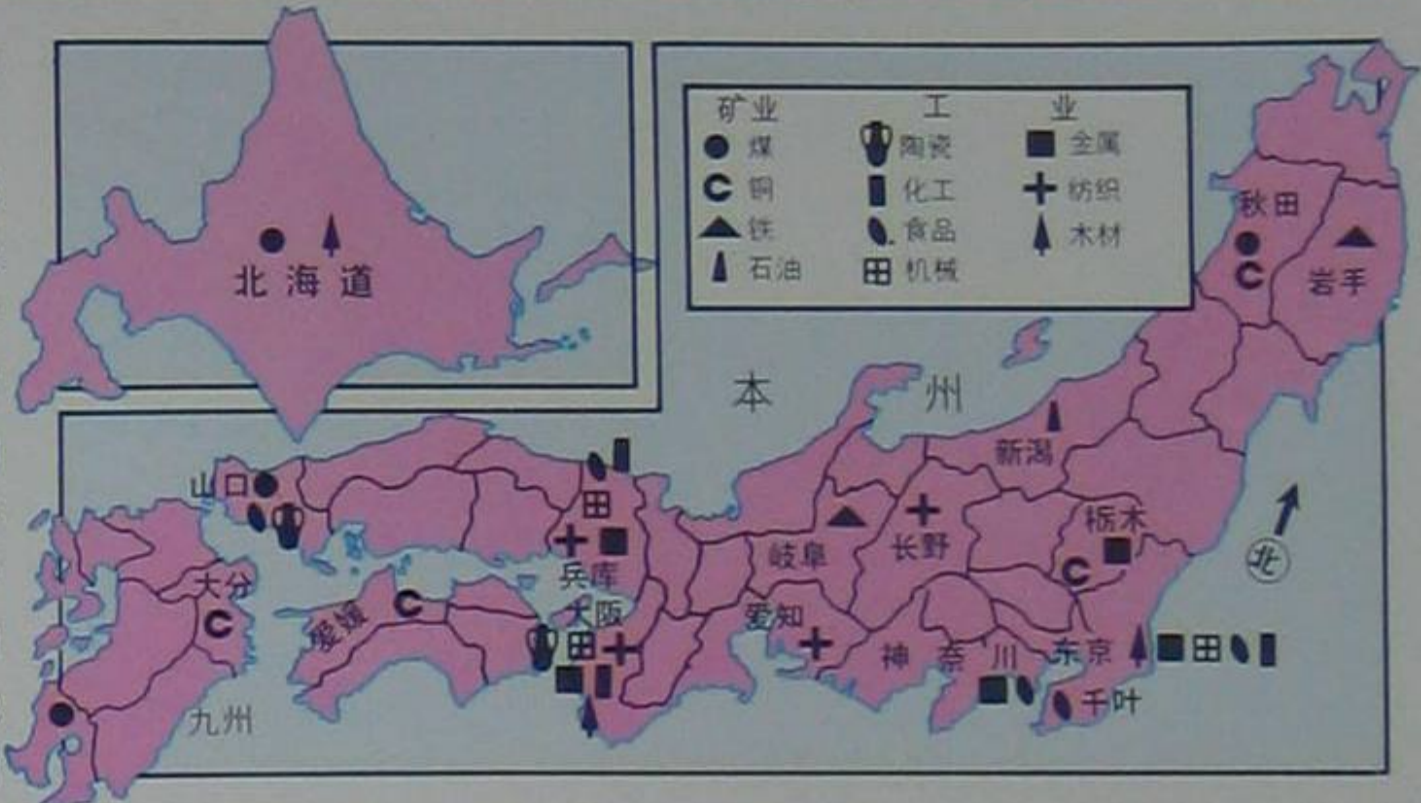 矿业 工业
煤 陶瓷 金属
铜 化工 纺织
铁 食品 木材
石油 机械
北海道
秋田
岩手
本州
新潟
山口
栃木
岐阜
长野
兵库
大分
爱媛
大阪
爱知
神奈川
东京
千叶
九州
北